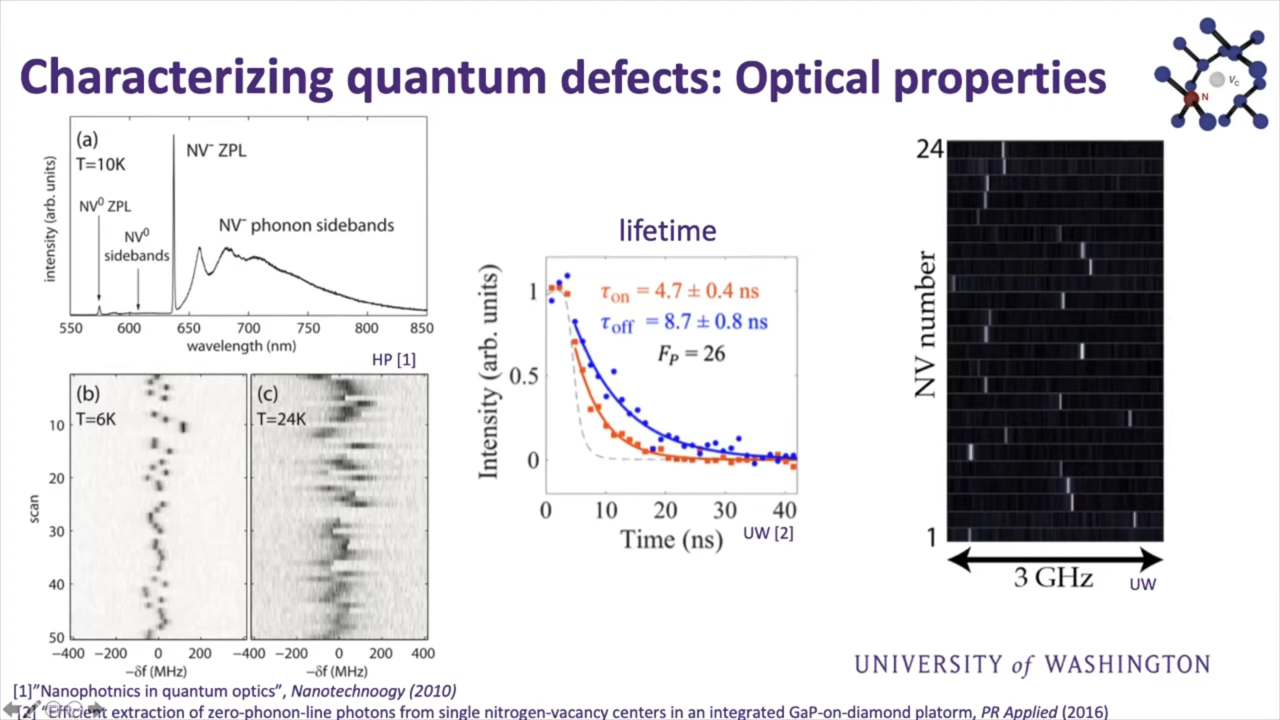 Characterizing quantum defects: Optical properties
V_C
N
(a)
T=10K
NV⁻ ZPL
NV⁰ ZPL
NV⁰
sidebands
NV⁻ phonon sidebands
intensity (arb. units)
550 600 650 700 750 800 850
wavelength (nm)
HP [1]
(b)
T=6K
(c)
T=24K
10
20
30
40
50
scan
−400 −200 0 200
−δf (MHz)
−400 −200 0 200 400
−δf (MHz)
lifetime
τon = 4.7 ± 0.4 ns
τoff = 8.7 ± 0.8 ns
F_P = 26
Intensity (arb. units)
1
0.5
0
0 10 20 30 40
Time (ns)
UW [2]
24
NV number
1
3 GHz
UW
UNIVERSITY of WASHINGTON
[1]”Nanophotnics in quantum optics”, Nanotechnoogy (2010)
[2] “Efficient extraction of zero-phonon-line photons from single nitrogen-vacancy centers in an integrated GaP-on-diamond platorm, PR Applied (2016)